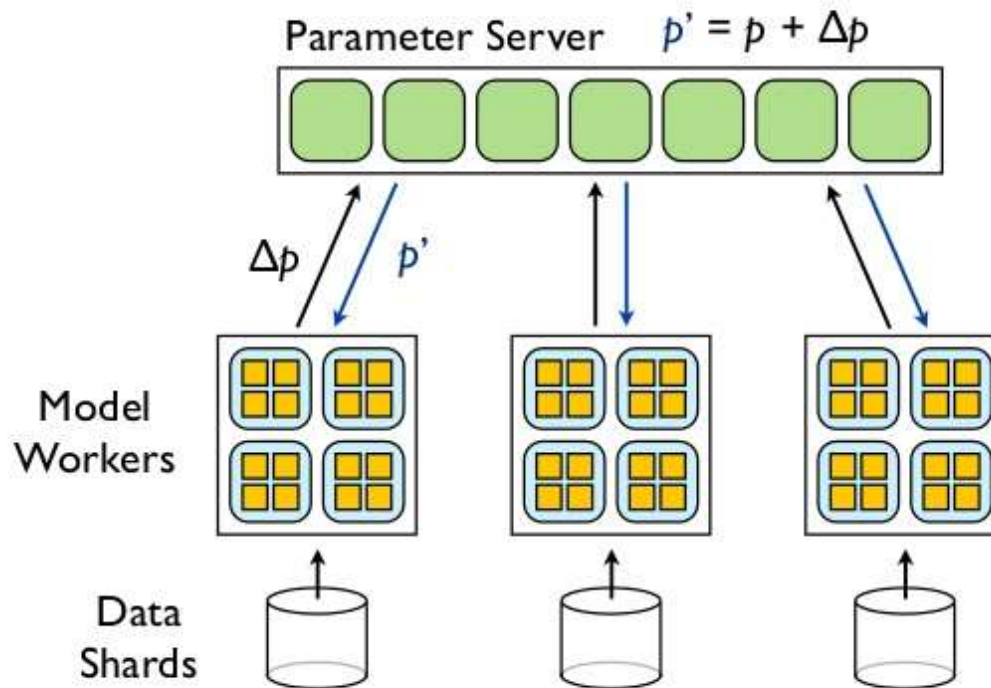 Parameter Server p’ = p + Δp
Δp
p’
Model
Workers
Data
Shards